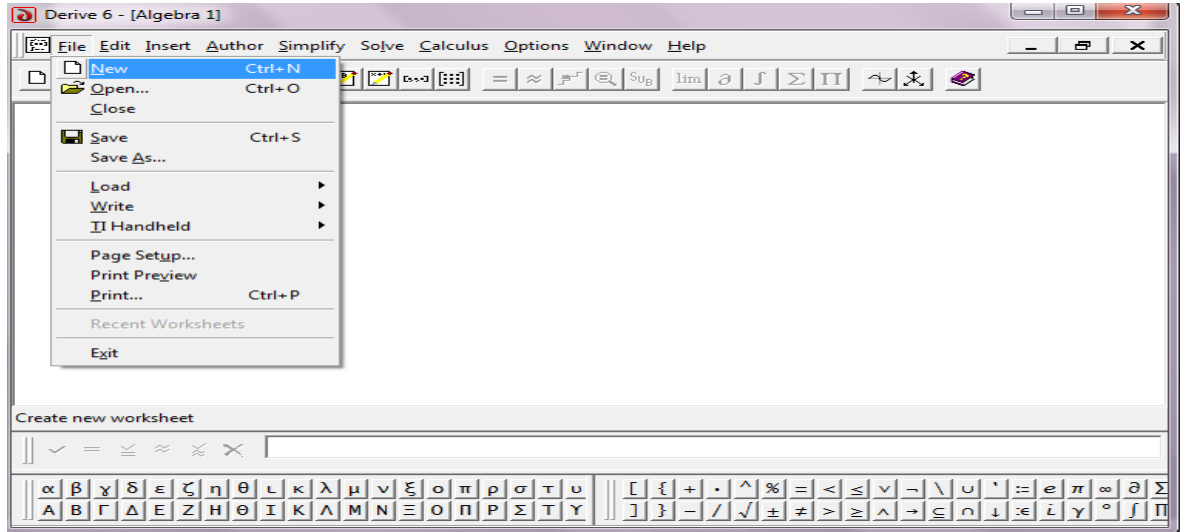 Derive 6 - [Algebra 1]
File Edit Insert Author Simplify Solve Calculus Options Window Help
= ≈ SUB lim ∂ ∫ Σ Π
New Ctrl+N
Open... Ctrl+O
Close
Save Ctrl+S
Save As...
Load
Write
TI Handheld
Page Setup...
Print Preview
Print... Ctrl+P
Recent Worksheets
Exit
Create new worksheet
α β γ δ ε ζ η θ ι κ λ μ ν ξ ο π ρ σ τ υ [ { + · ^ % = < ≤ ∨ ¬ \ ∪ ' := e π ∞ ∂ Σ
Α Β Γ Δ Ε Ζ Η Θ Ι Κ Λ Μ Ν Ξ Ο Π Ρ Σ Τ Υ ] } − / √ ± ≠ > ≥ ∧ → ⊆ ∩ ↓ :∈ î γ ° ∫ Π